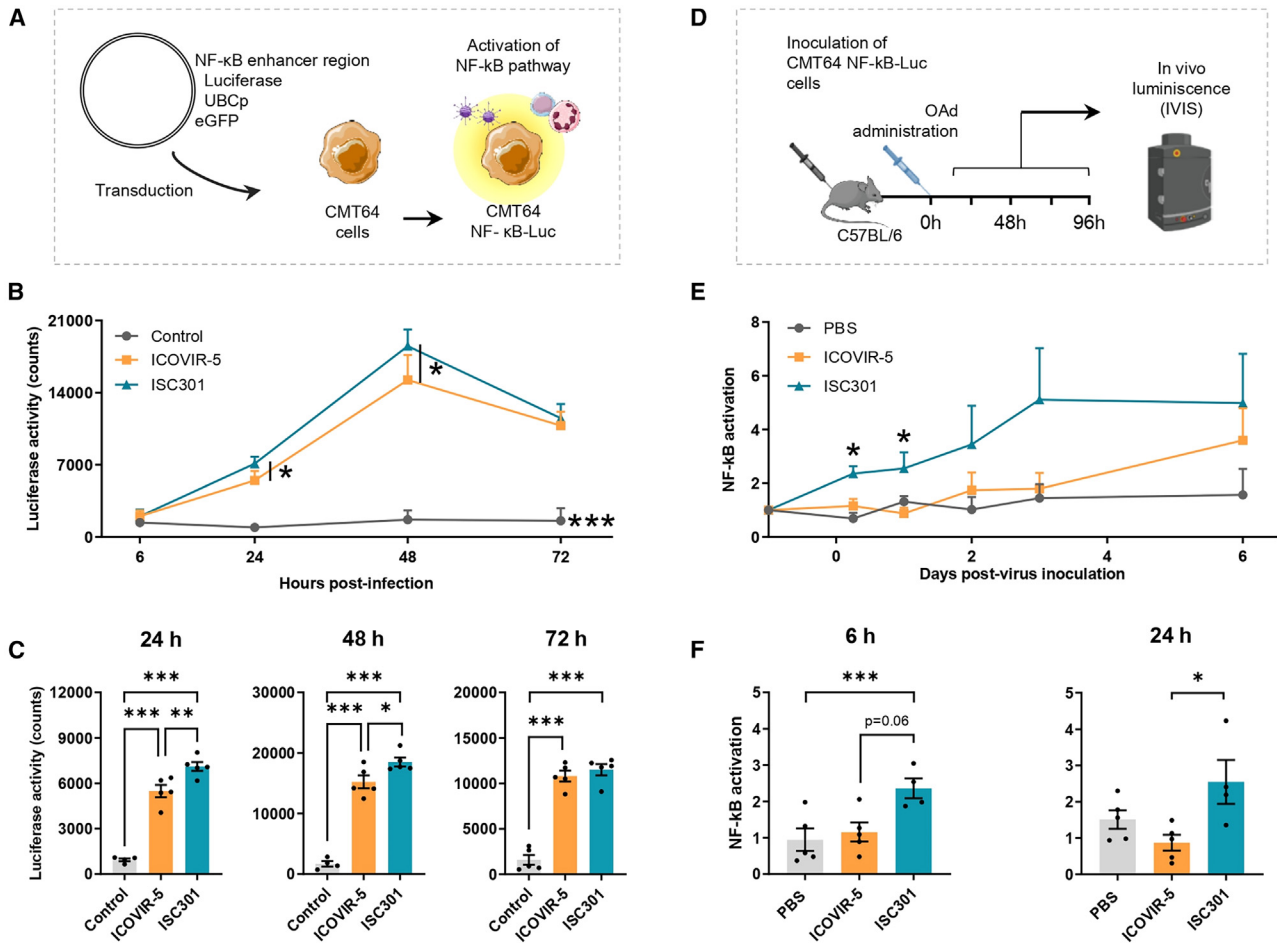 A
NF-κB enhancer region
Luciferase
UBCp
eGFP
Transduction
CMT64
cells
Activation of
NF-kB pathway
CMT64
NF- κB-Luc
D
Inoculation of
CMT64 NF-kB-Luc
cells
OAd
administration
C57BL/6
0h
48h
96h
In vivo
luminiscence
(IVIS)
B
Luciferase activity (counts)
21000
14000
7000
0
Control
ICOVIR-5
ISC301
*
*
***
6
24
48
72
Hours post-infection
E
NF-kB activation
8
6
4
2
0
PBS
ICOVIR-5
ISC301
*
*
0
2
4
6
Days post-virus inoculation
C
Luciferase activity (counts)
24 h
12000
9000
6000
3000
0
***
***
**
Control
ICOVIR-5
ISC301
48 h
30000
20000
10000
0
***
***
*
Control
ICOVIR-5
ISC301
72 h
20000
15000
10000
5000
0
***
***
Control
ICOVIR-5
ISC301
F
NF-kB activation
6 h
5
4
3
2
1
0
***
p=0.06
PBS
ICOVIR-5
ISC301
24 h
5
4
3
2
1
0
*
PBS
ICOVIR-5
ISC301